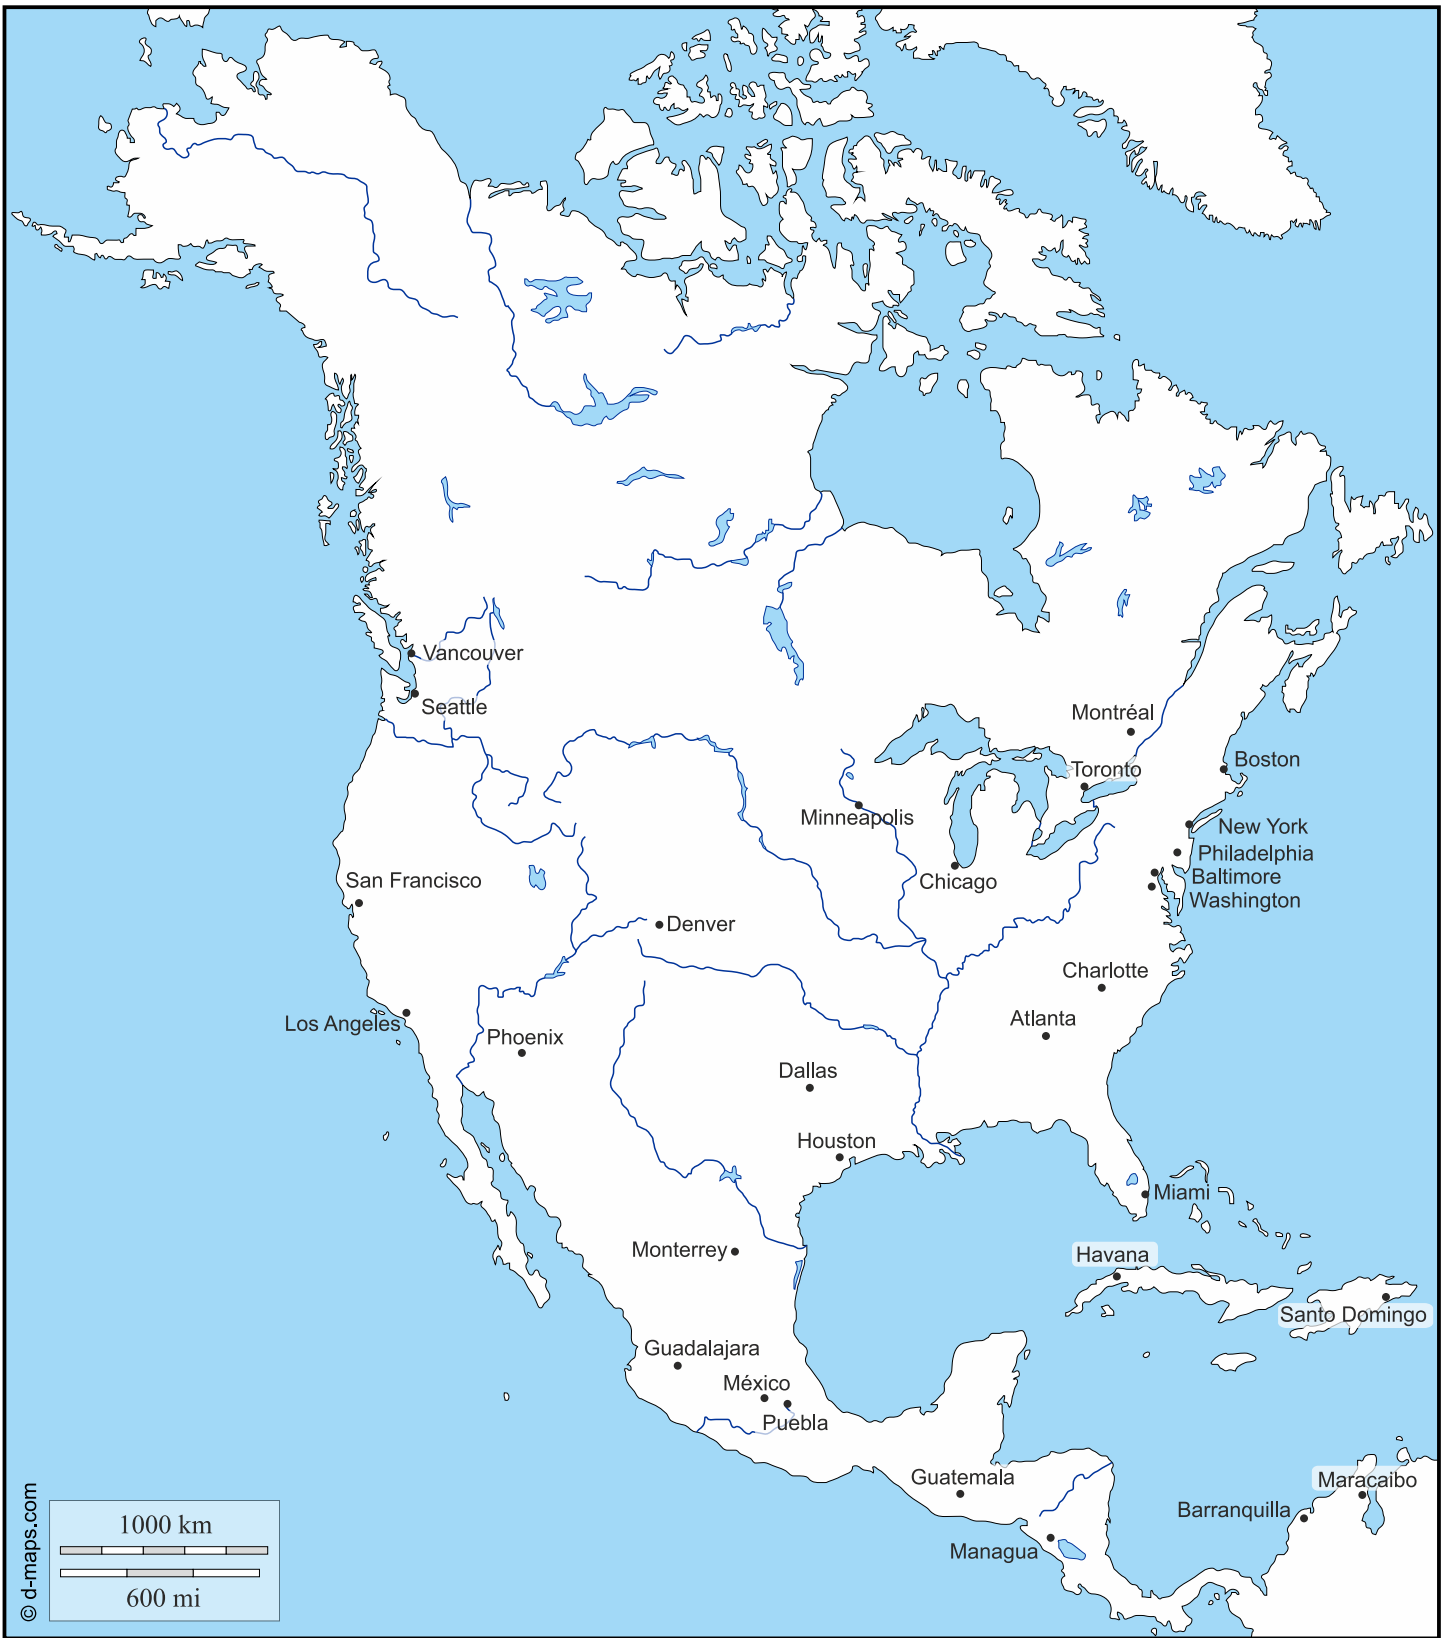 Vancouver
Seattle
Montréal
Toronto
Boston
Minneapolis
New York
Philadelphia
Chicago
Baltimore
San Francisco
Washington
Denver
Charlotte
Los Angeles
Atlanta
Phoenix
Dallas
Houston
Miami
Monterrey
Havana
Santo Domingo
Guadalajara
México
Puebla
Guatemala
Maracaibo
Barranquilla
Managua
1000 km
600 mi
© d-maps.com